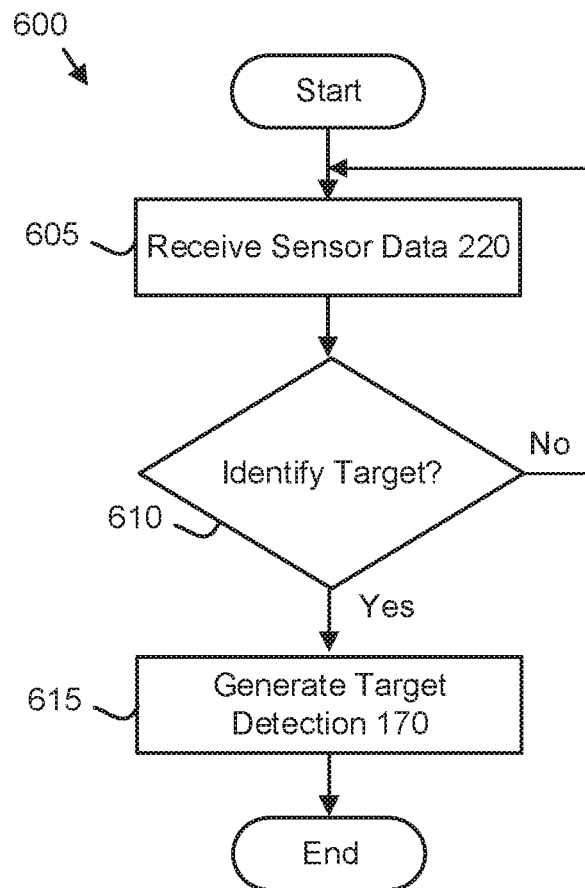 600
Start
605
Receive Sensor Data 220
Identify Target?
No
610
Yes
615
Generate Target
Detection 170
End